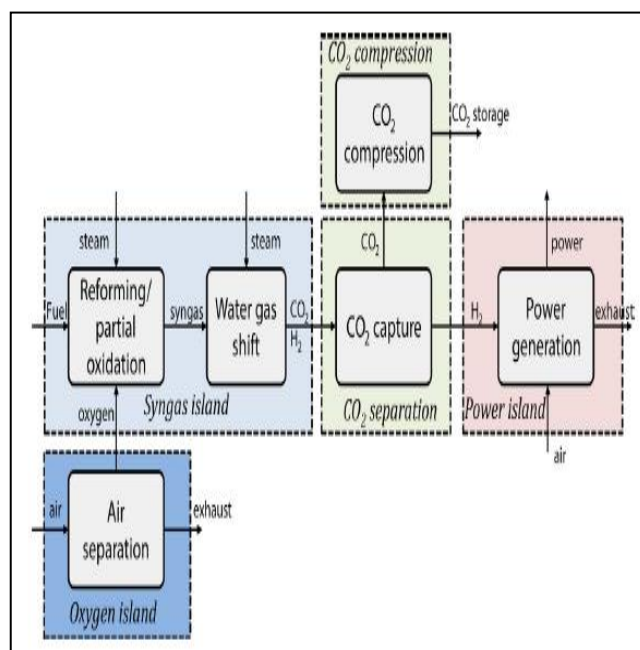 CO₂ compression
CO₂
compression
CO₂ storage
steam
steam
CO₂
power
Fuel
Reforming/
partial
oxidation
syngas
Water gas
shift
CO₂
H₂
CO₂ capture
H₂
Power
generation
exhaust
oxygen
Syngas island
CO₂ separation
Power island
air
air
Air
separation
exhaust
Oxygen island